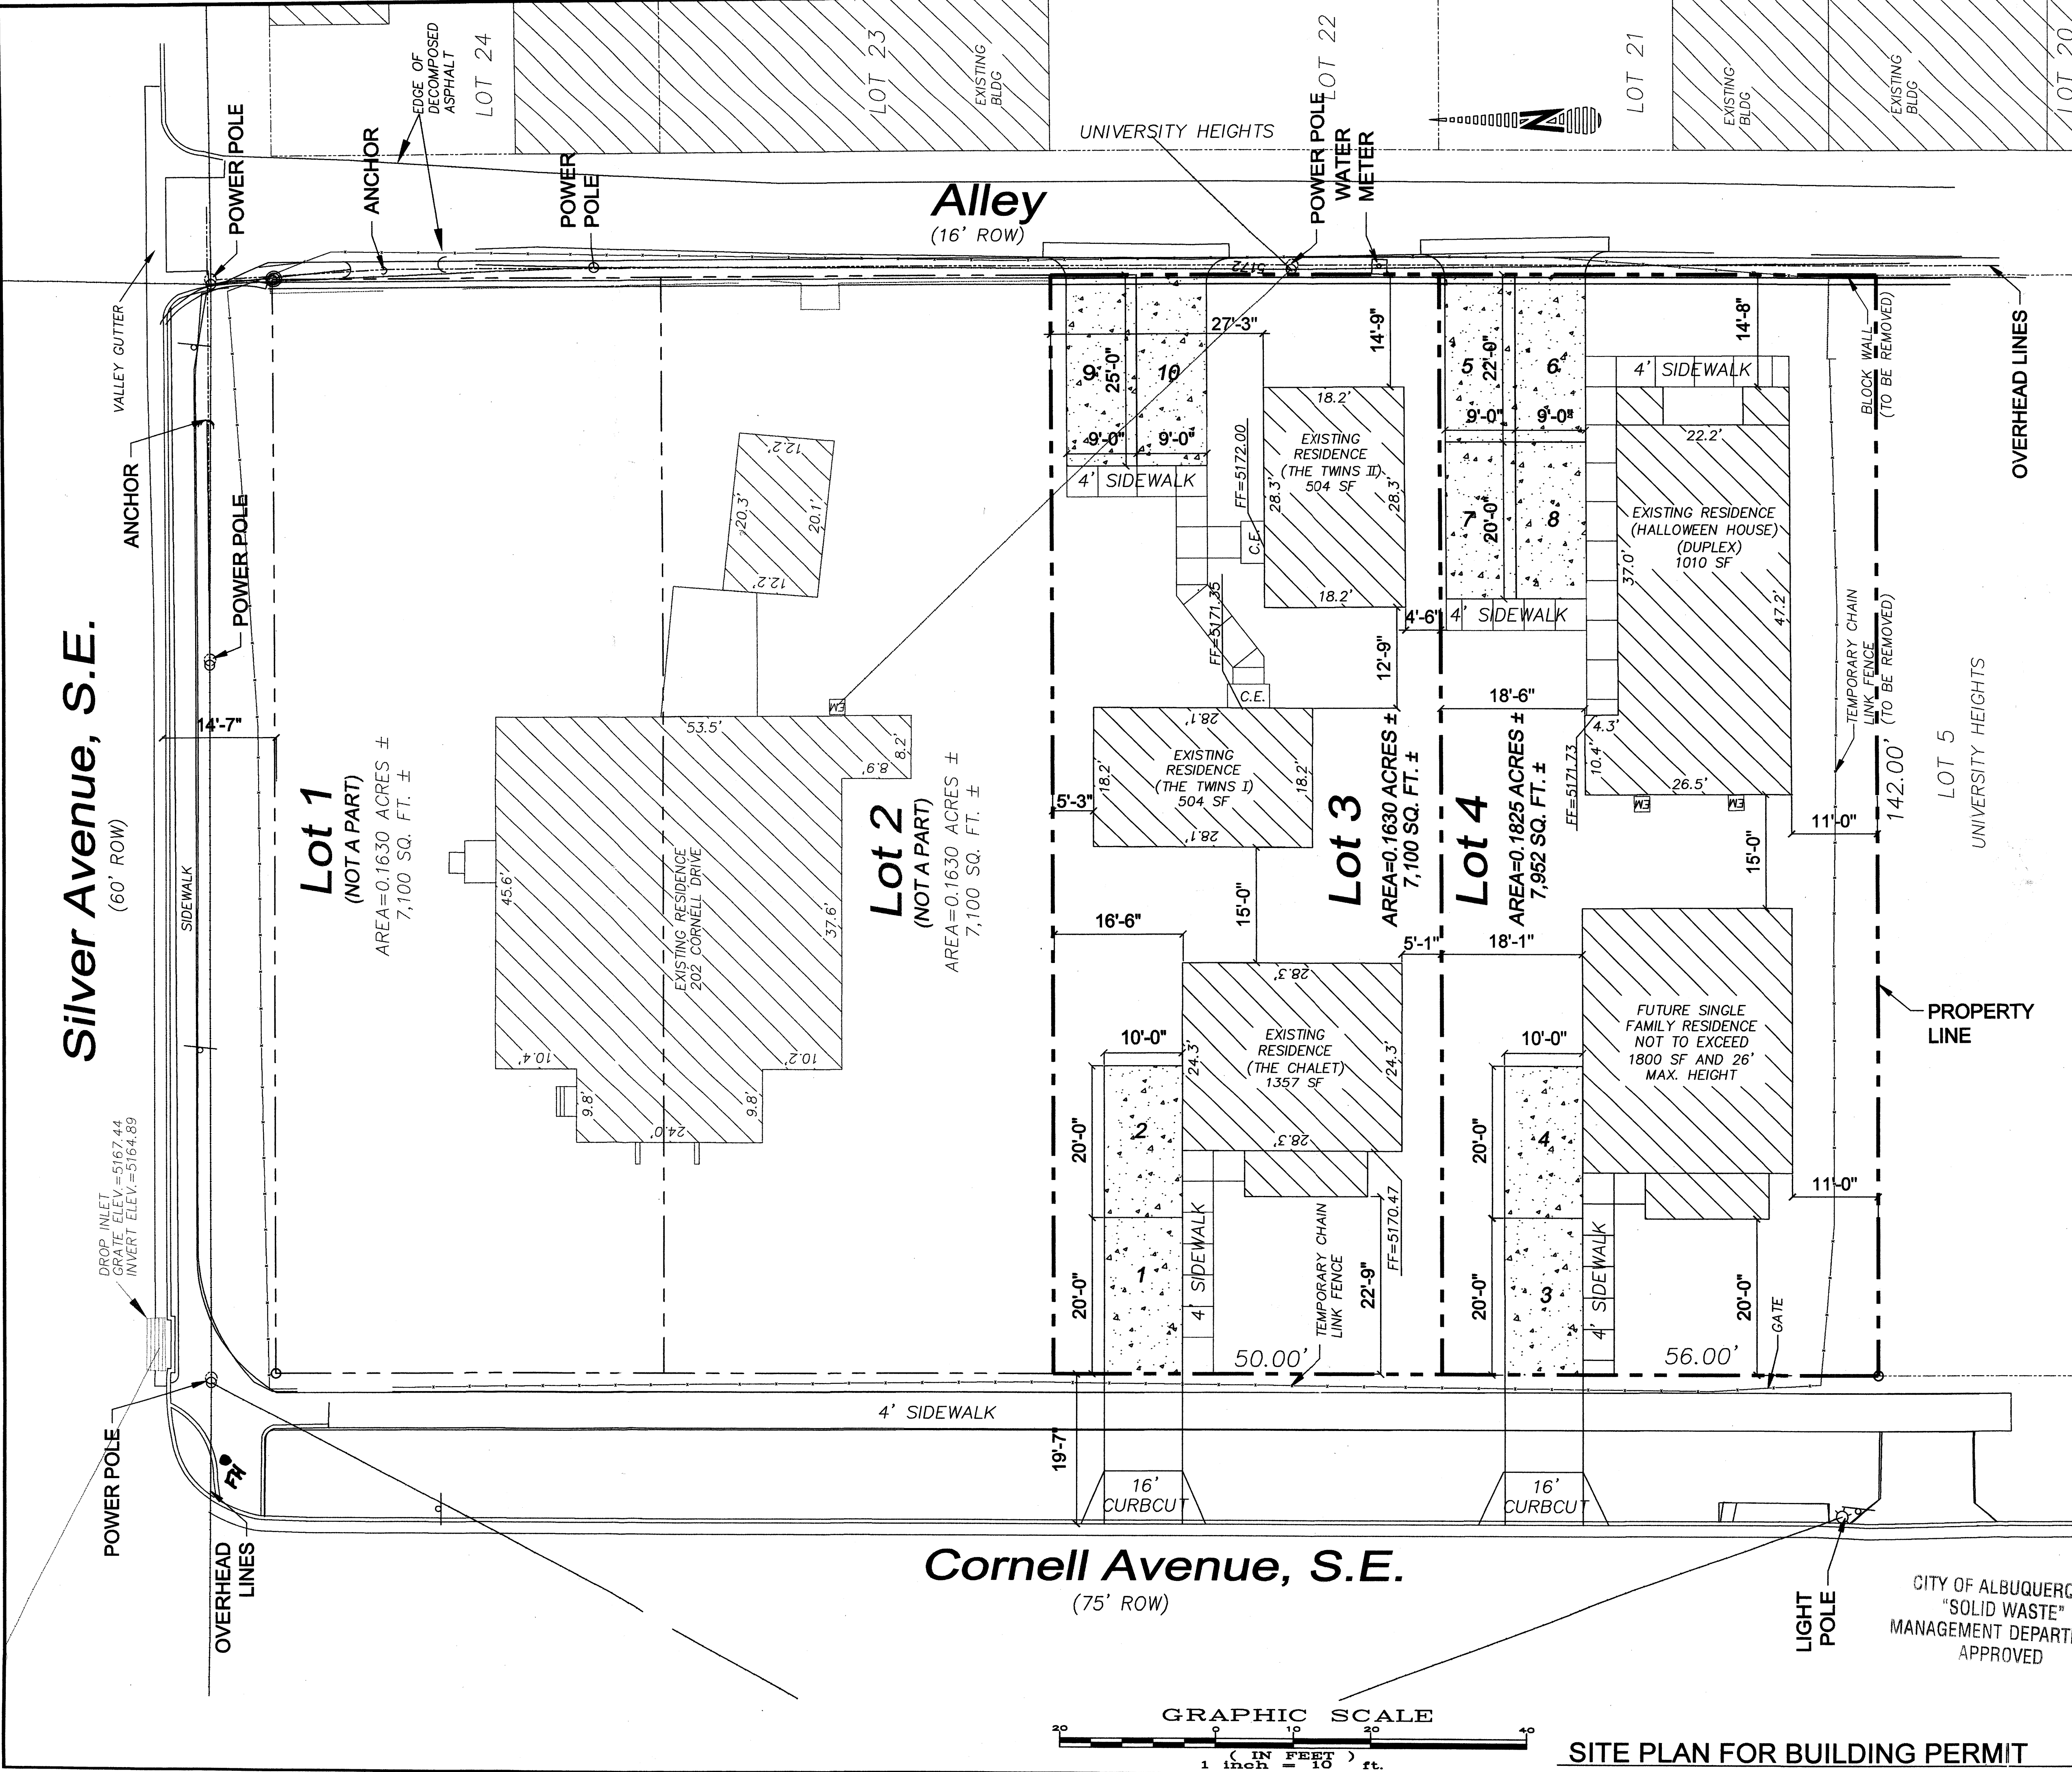 EDGE OF
DECOMPOSED
ASPHALT
LOT 24
LOT 23
EXISTING
BLDG
LOT 22
LOT 21
EXISTING
BLDG
EXISTING
BLDG
LOT 20
UNIVERSITY HEIGHTS
N
POWER POLE
ANCHOR
POWER
POLE
POWER POLE
WATER
METER
Alley
(16' ROW)
5172
VALLEY GUTTER
ANCHOR
POWER POLE
14'-7"
Silver Avenue, S.E.
(60' ROW)
SIDEWALK
Lot 1
(NOT A PART)
AREA=0.1630 ACRES ±
7,100 SQ. FT. ±
12.2'
20.3'
20.1'
12.2'
EM
53.5'
8.2'
8.9'
45.6'
37.6'
EXISTING RESIDENCE
202 CORNELL DRIVE
10.4'
10.2'
9.8'
9.8'
24.0'
Lot 2
(NOT A PART)
AREA=0.1630 ACRES ±
7,100 SQ. FT. ±
27'-3"
14'-9"
9
25'-0"
10
9'-0"
9'-0"
4' SIDEWALK
18.2'
EXISTING
RESIDENCE
(THE TWINS II)
504 SF
28.3'
28.3'
18.2'
FF=5172.00
C.E.
FF=5171.35
C.E.
4'-6"
12'-9"
5
22'-0"
6
9'-0"
9'-0"
7
20'-0"
8
4' SIDEWALK
4' SIDEWALK
14'-8"
BLOCK WALL
(TO BE REMOVED)
OVERHEAD LINES
22.2'
EXISTING RESIDENCE
(HALLOWEEN HOUSE)
(DUPLEX)
1010 SF
37.0'
47.2'
4.3'
10.4'
26.5'
EM
EM
FF=5171.73
18'-6"
TEMPORARY CHAIN
LINK FENCE
(TO BE REMOVED)
142.00'
LOT 5
UNIVERSITY HEIGHTS
28.1'
EXISTING
RESIDENCE
(THE TWINS I)
504 SF
18.2'
18.2'
28.1'
5'-3"
Lot 3
AREA=0.1630 ACRES ±
7,100 SQ. FT. ±
Lot 4
AREA=0.1825 ACRES ±
7,952 SQ. FT. ±
11'-0"
15'-0"
15'-0"
16'-6"
5'-1"
18'-1"
28.3'
EXISTING
RESIDENCE
(THE CHALET)
1357 SF
24.3'
24.3'
28.3'
10'-0"
10'-0"
FUTURE SINGLE
FAMILY RESIDENCE
NOT TO EXCEED
1800 SF AND 26'
MAX. HEIGHT
PROPERTY
LINE
20'-0"
2
20'-0"
1
4' SIDEWALK
TEMPORARY CHAIN
LINK FENCE
22'-9"
FF=5170.47
20'-0"
4
20'-0"
3
4' SIDEWALK
20'-0"
11'-0"
GATE
50.00'
56.00'
DROP INLET
GRATE ELEV.=5167.44
INVERT ELEV.=5164.89
POWER POLE
FH
OVERHEAD
LINES
4' SIDEWALK
19'-7"
16'
CURBCUT
16'
CURBCUT
Cornell Avenue, S.E.
(75' ROW)
LIGHT
POLE
CITY OF ALBUQUERQ
"SOLID WASTE"
MANAGEMENT DEPART
APPROVED
GRAPHIC SCALE
20 0 10 20 40
( IN FEET )
1 inch = 10 ft.
SITE PLAN FOR BUILDING PERMIT